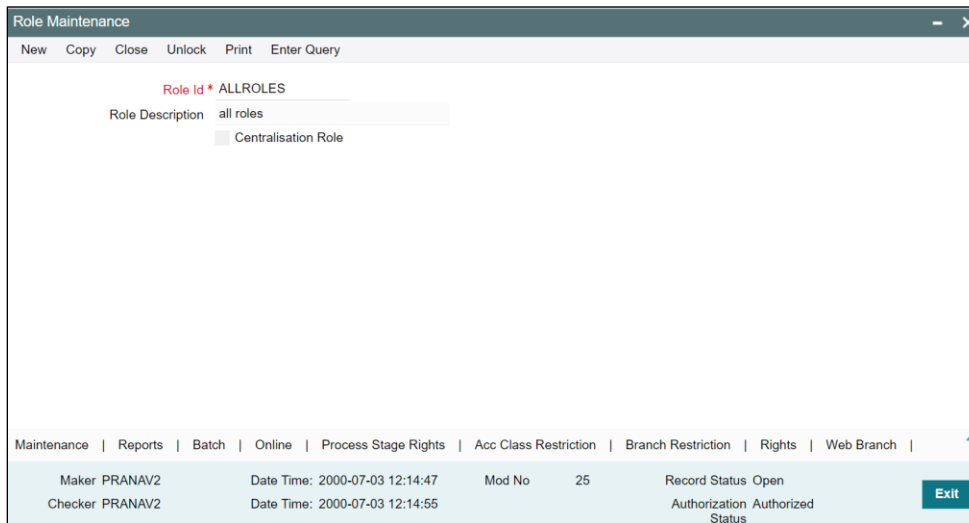 Role Maintenance
New Copy Close Unlock Print Enter Query
Role Id * ALLROLES
Role Description all roles
Centralisation Role
Maintenance | Reports | Batch | Online | Process Stage Rights | Acc Class Restriction | Branch Restriction | Rights | Web Branch |
Maker PRANAV2 Date Time: 2000-07-03 12:14:47 Mod No 25 Record Status Open
Checker PRANAV2 Date Time: 2000-07-03 12:14:55 Authorization Authorized
Status
Exit